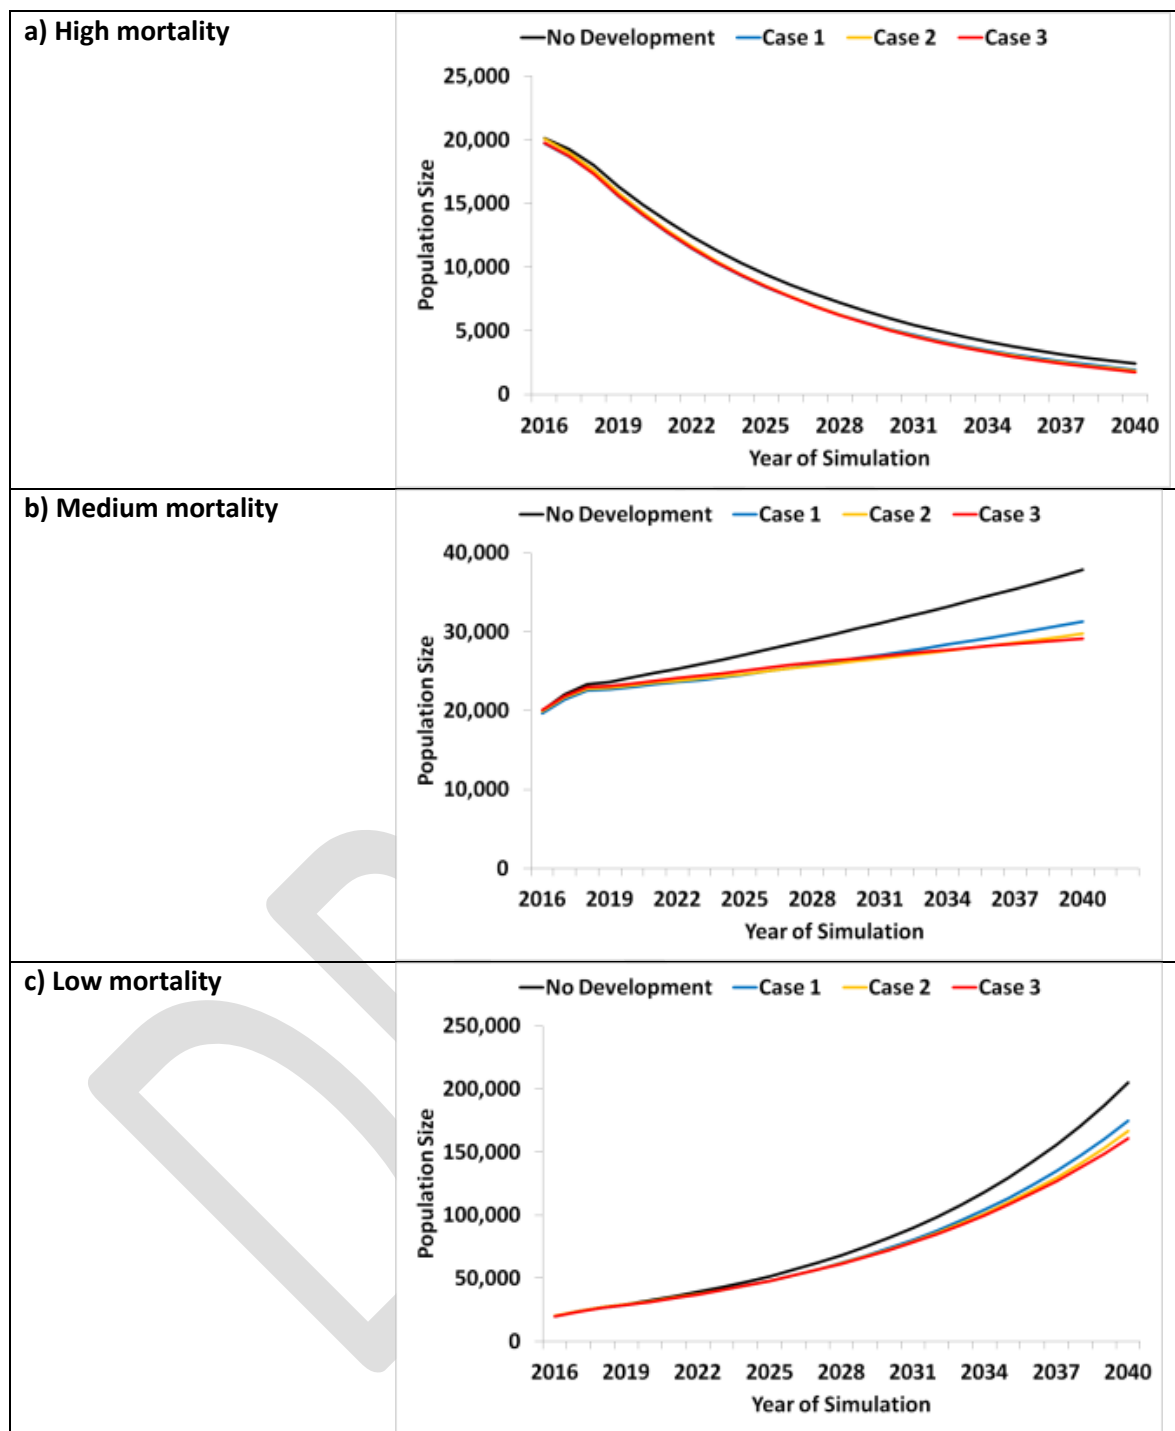 a) High mortality
No Development Case 1 Case 2 Case 3
25,000
20,000
15,000
10,000
5,000
0
Population Size
2016 2019 2022 2025 2028 2031 2034 2037 2040
Year of Simulation
b) Medium mortality
No Development Case 1 Case 2 Case 3
40,000
30,000
20,000
10,000
0
Population Size
2016 2019 2022 2025 2028 2031 2034 2037 2040
Year of Simulation
c) Low mortality
No Development Case 1 Case 2 Case 3
250,000
200,000
150,000
100,000
50,000
0
Population Size
2016 2019 2022 2025 2028 2031 2034 2037 2040
Year of Simulation